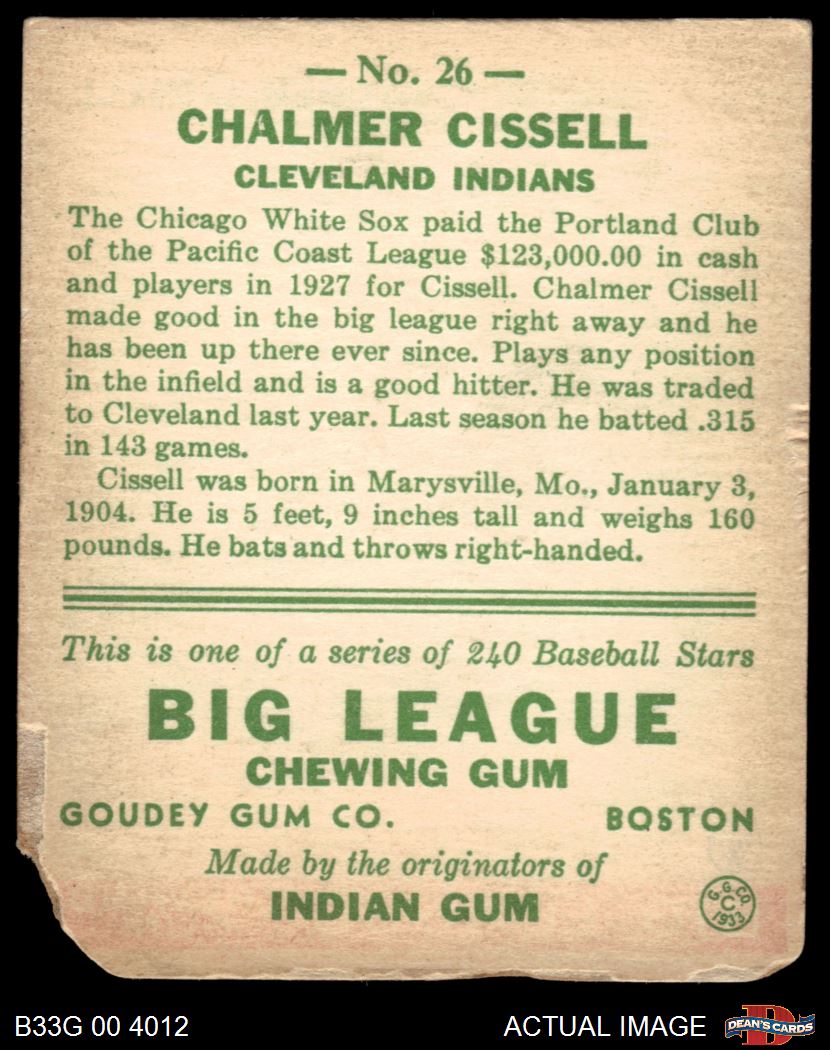 — No. 26 —
CHALMER CISSELL
CLEVELAND INDIANS
The Chicago White Sox paid the Portland Club
of the Pacific Coast League $123,000.00 in cash
and players in 1927 for Cissell. Chalmer Cissell
made good in the big league right away and he
has been up there ever since. Plays any position
in the infield and is a good hitter. He was traded
to Cleveland last year. Last season he batted .315
in 143 games.
Cissell was born in Marysville, Mo., January 3,
1904. He is 5 feet, 9 inches tall and weighs 160
pounds. He bats and throws right-handed.
This is one of a series of 240 Baseball Stars
BIG LEAGUE
CHEWING GUM
GOUDEY GUM CO. BOSTON
Made by the originators of
INDIAN GUM
G.G.CO.
C
1933
B33G 00 4012 ACTUAL IMAGE
D
DEAN'S CARDS